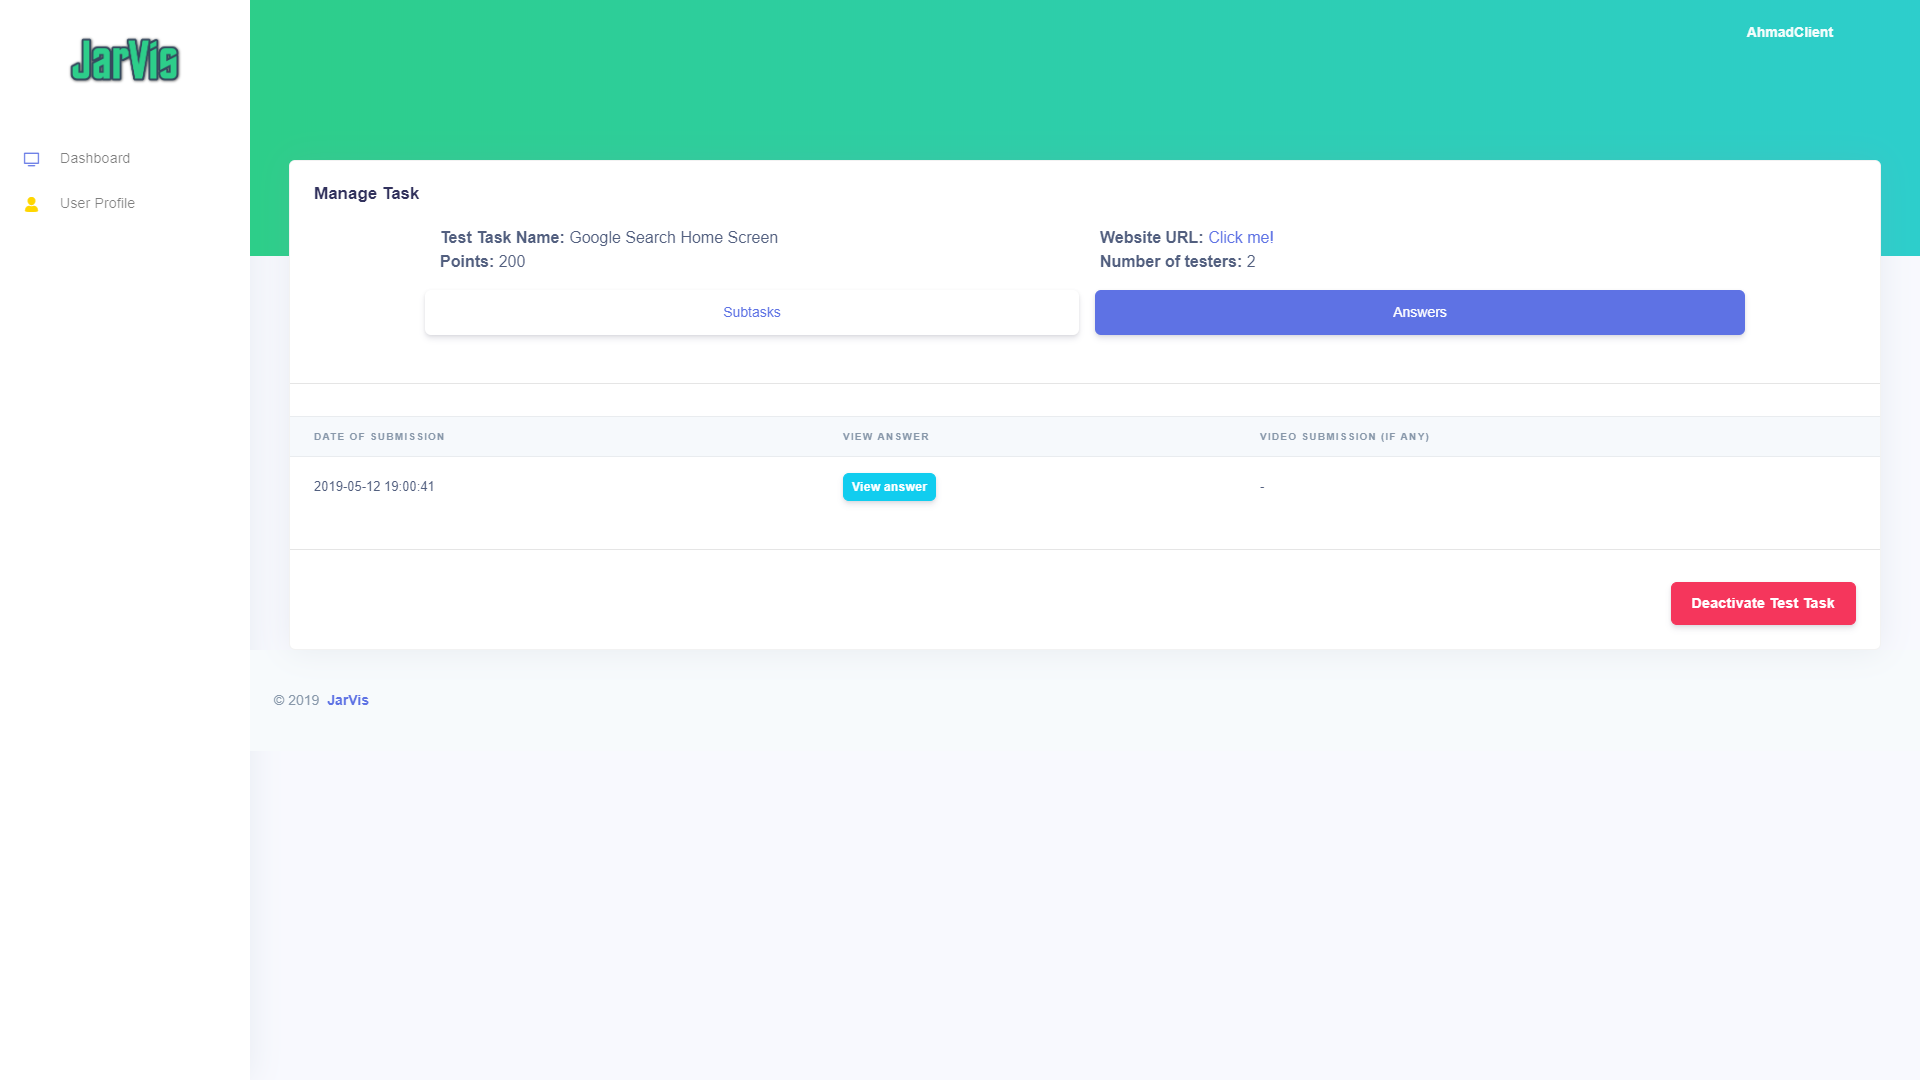 JarVis
AhmadClient
Dashboard
User Profile
Manage Task
Test Task Name: Google Search Home Screen
Website URL: Click me!
Points: 200
Number of testers: 2
Subtasks
Answers
DATE OF SUBMISSION
VIEW ANSWER
VIDEO SUBMISSION (IF ANY)
2019-05-12 19:00:41
View answer
-
Deactivate Test Task
© 2019 JarVis